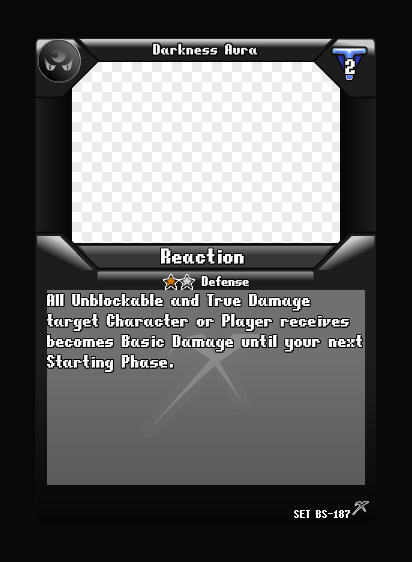 Darkness Aura
2
Reaction
Defense
All Unblockable and True Damage
target Character or Player receives
becomes Basic Damage until your next
Starting Phase.
SET BS-187